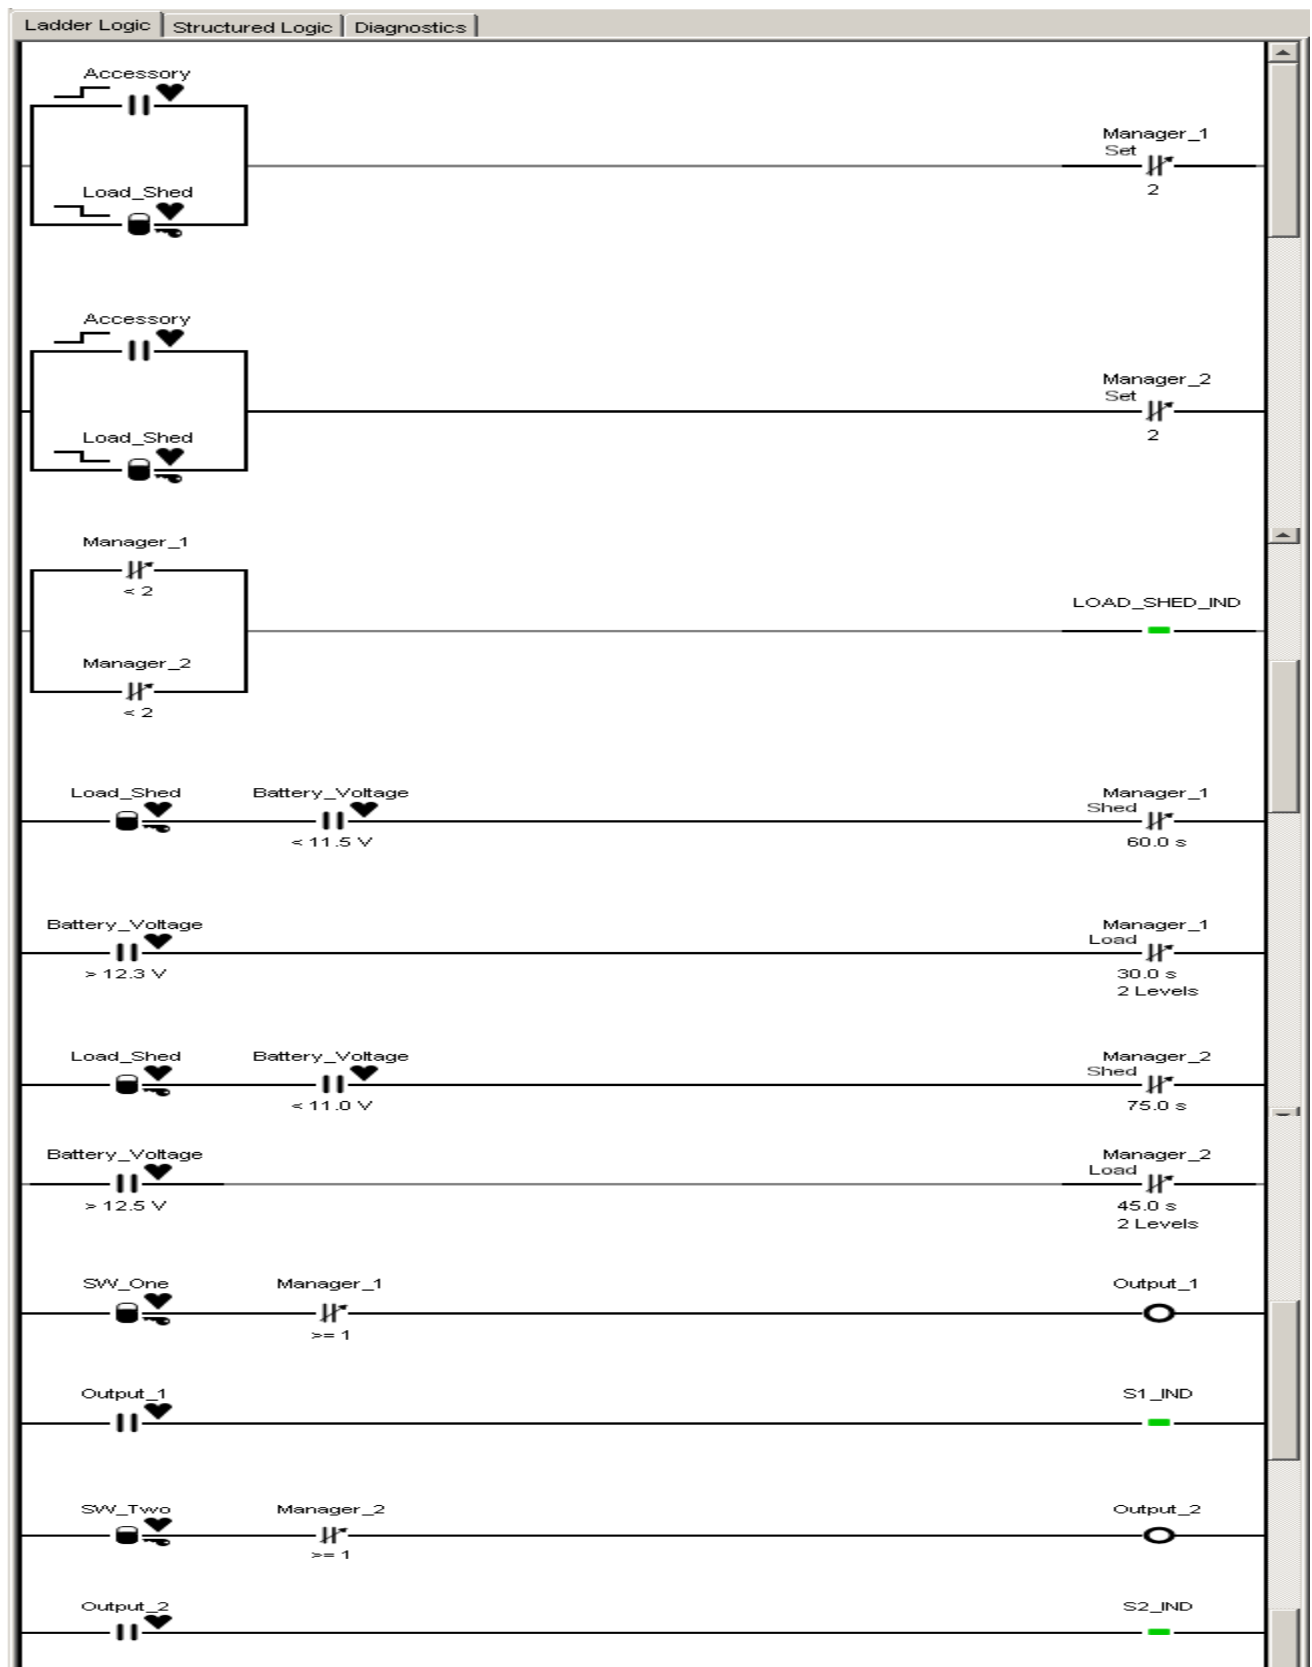 Ladder Logic Structured Logic Diagnostics
Accessory
Manager_1
Set
2
Load_Shed
Accessory
Manager_2
Set
2
Load_Shed
Manager_1
< 2
LOAD_SHED_IND
Manager_2
< 2
Load_Shed Battery_Voltage Manager_1
Shed
< 11.5 V 60.0 s
Battery_Voltage Manager_1
Load
> 12.3 V 30.0 s
2 Levels
Load_Shed Battery_Voltage Manager_2
Shed
< 11.0 V 75.0 s
Battery_Voltage Manager_2
Load
> 12.5 V 45.0 s
2 Levels
SW_One Manager_1 Output_1
>= 1
Output_1 S1_IND
SW_Two Manager_2 Output_2
>= 1
Output_2 S2_IND